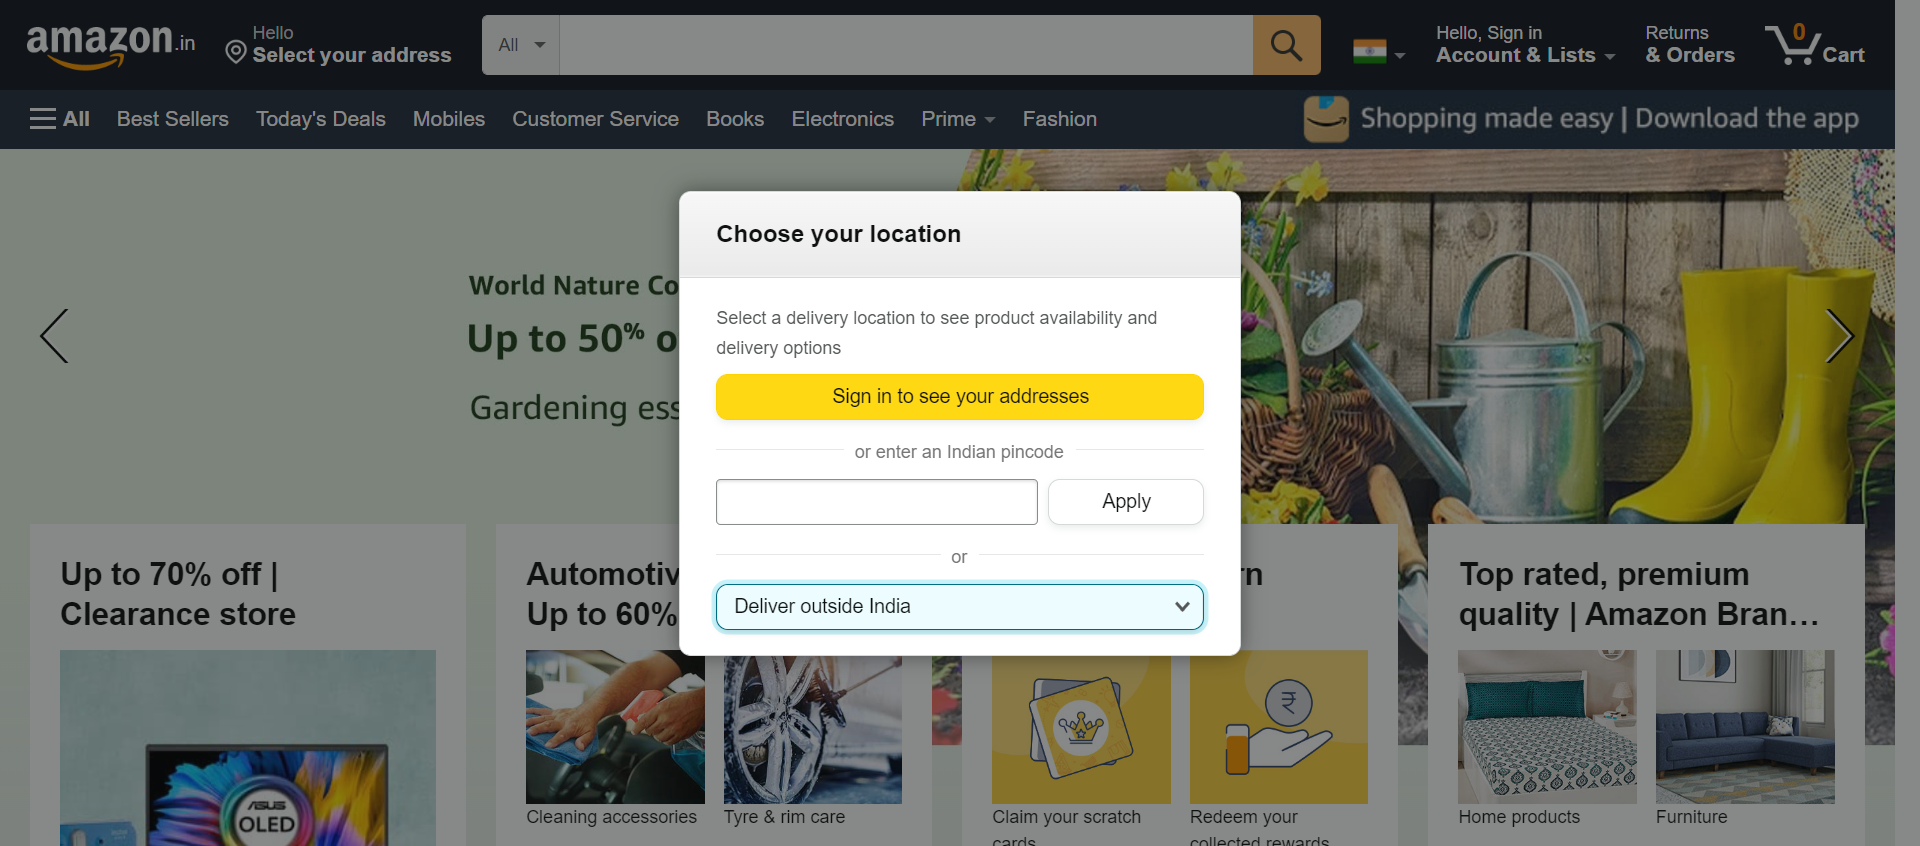 amazon.in
Hello
Select your address
All
Hello, Sign in
Account & Lists
Returns
& Orders
0
Cart
All
Best Sellers
Today's Deals
Mobiles
Customer Service
Books
Electronics
Prime
Fashion
Shopping made easy | Download the app
World Nature Co
Up to 50% o
Gardening ess
Choose your location
Select a delivery location to see product availability and
delivery options
Sign in to see your addresses
or enter an Indian pincode
Apply
or
Deliver outside India
Up to 70% off |
Clearance store
ASUS
OLED
Automotiv
Up to 60%
Cleaning accessories
Tyre & rim care
rn
₹
Claim your scratch
cards
Redeem your
collected rewards
Top rated, premium
quality | Amazon Bran…
Home products
Furniture